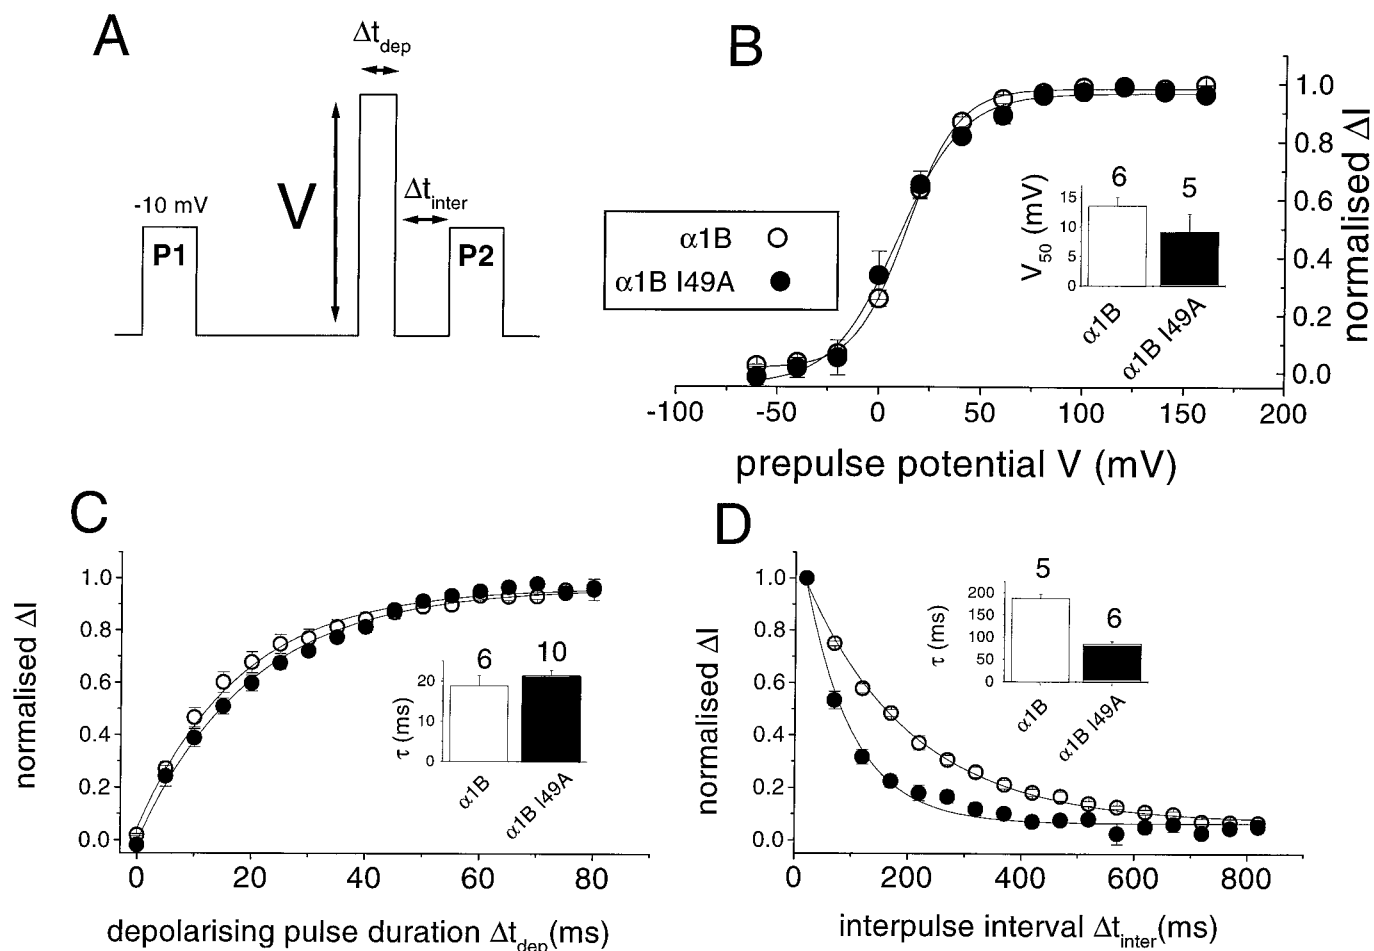 A
Δt_dep
V
Δt_inter
-10 mV
P1
P2
B
α1B
α1B I49A
normalised ΔI
1.0
0.8
0.6
0.4
0.2
0.0
-100 -50 0 50 100 150 200
prepulse potential V (mV)
V_50 (mV)
15
10
5
0
6
5
α1B
α1B I49A
C
normalised ΔI
1.0
0.8
0.6
0.4
0.2
0.0
0 20 40 60 80
depolarising pulse duration Δt_dep (ms)
τ (ms)
20
10
0
6
10
α1B
α1B I49A
D
normalised ΔI
1.0
0.8
0.6
0.4
0.2
0.0
0 200 400 600 800
interpulse interval Δt_inter (ms)
τ (ms)
200
150
100
50
0
5
6
α1B
α1B I49A